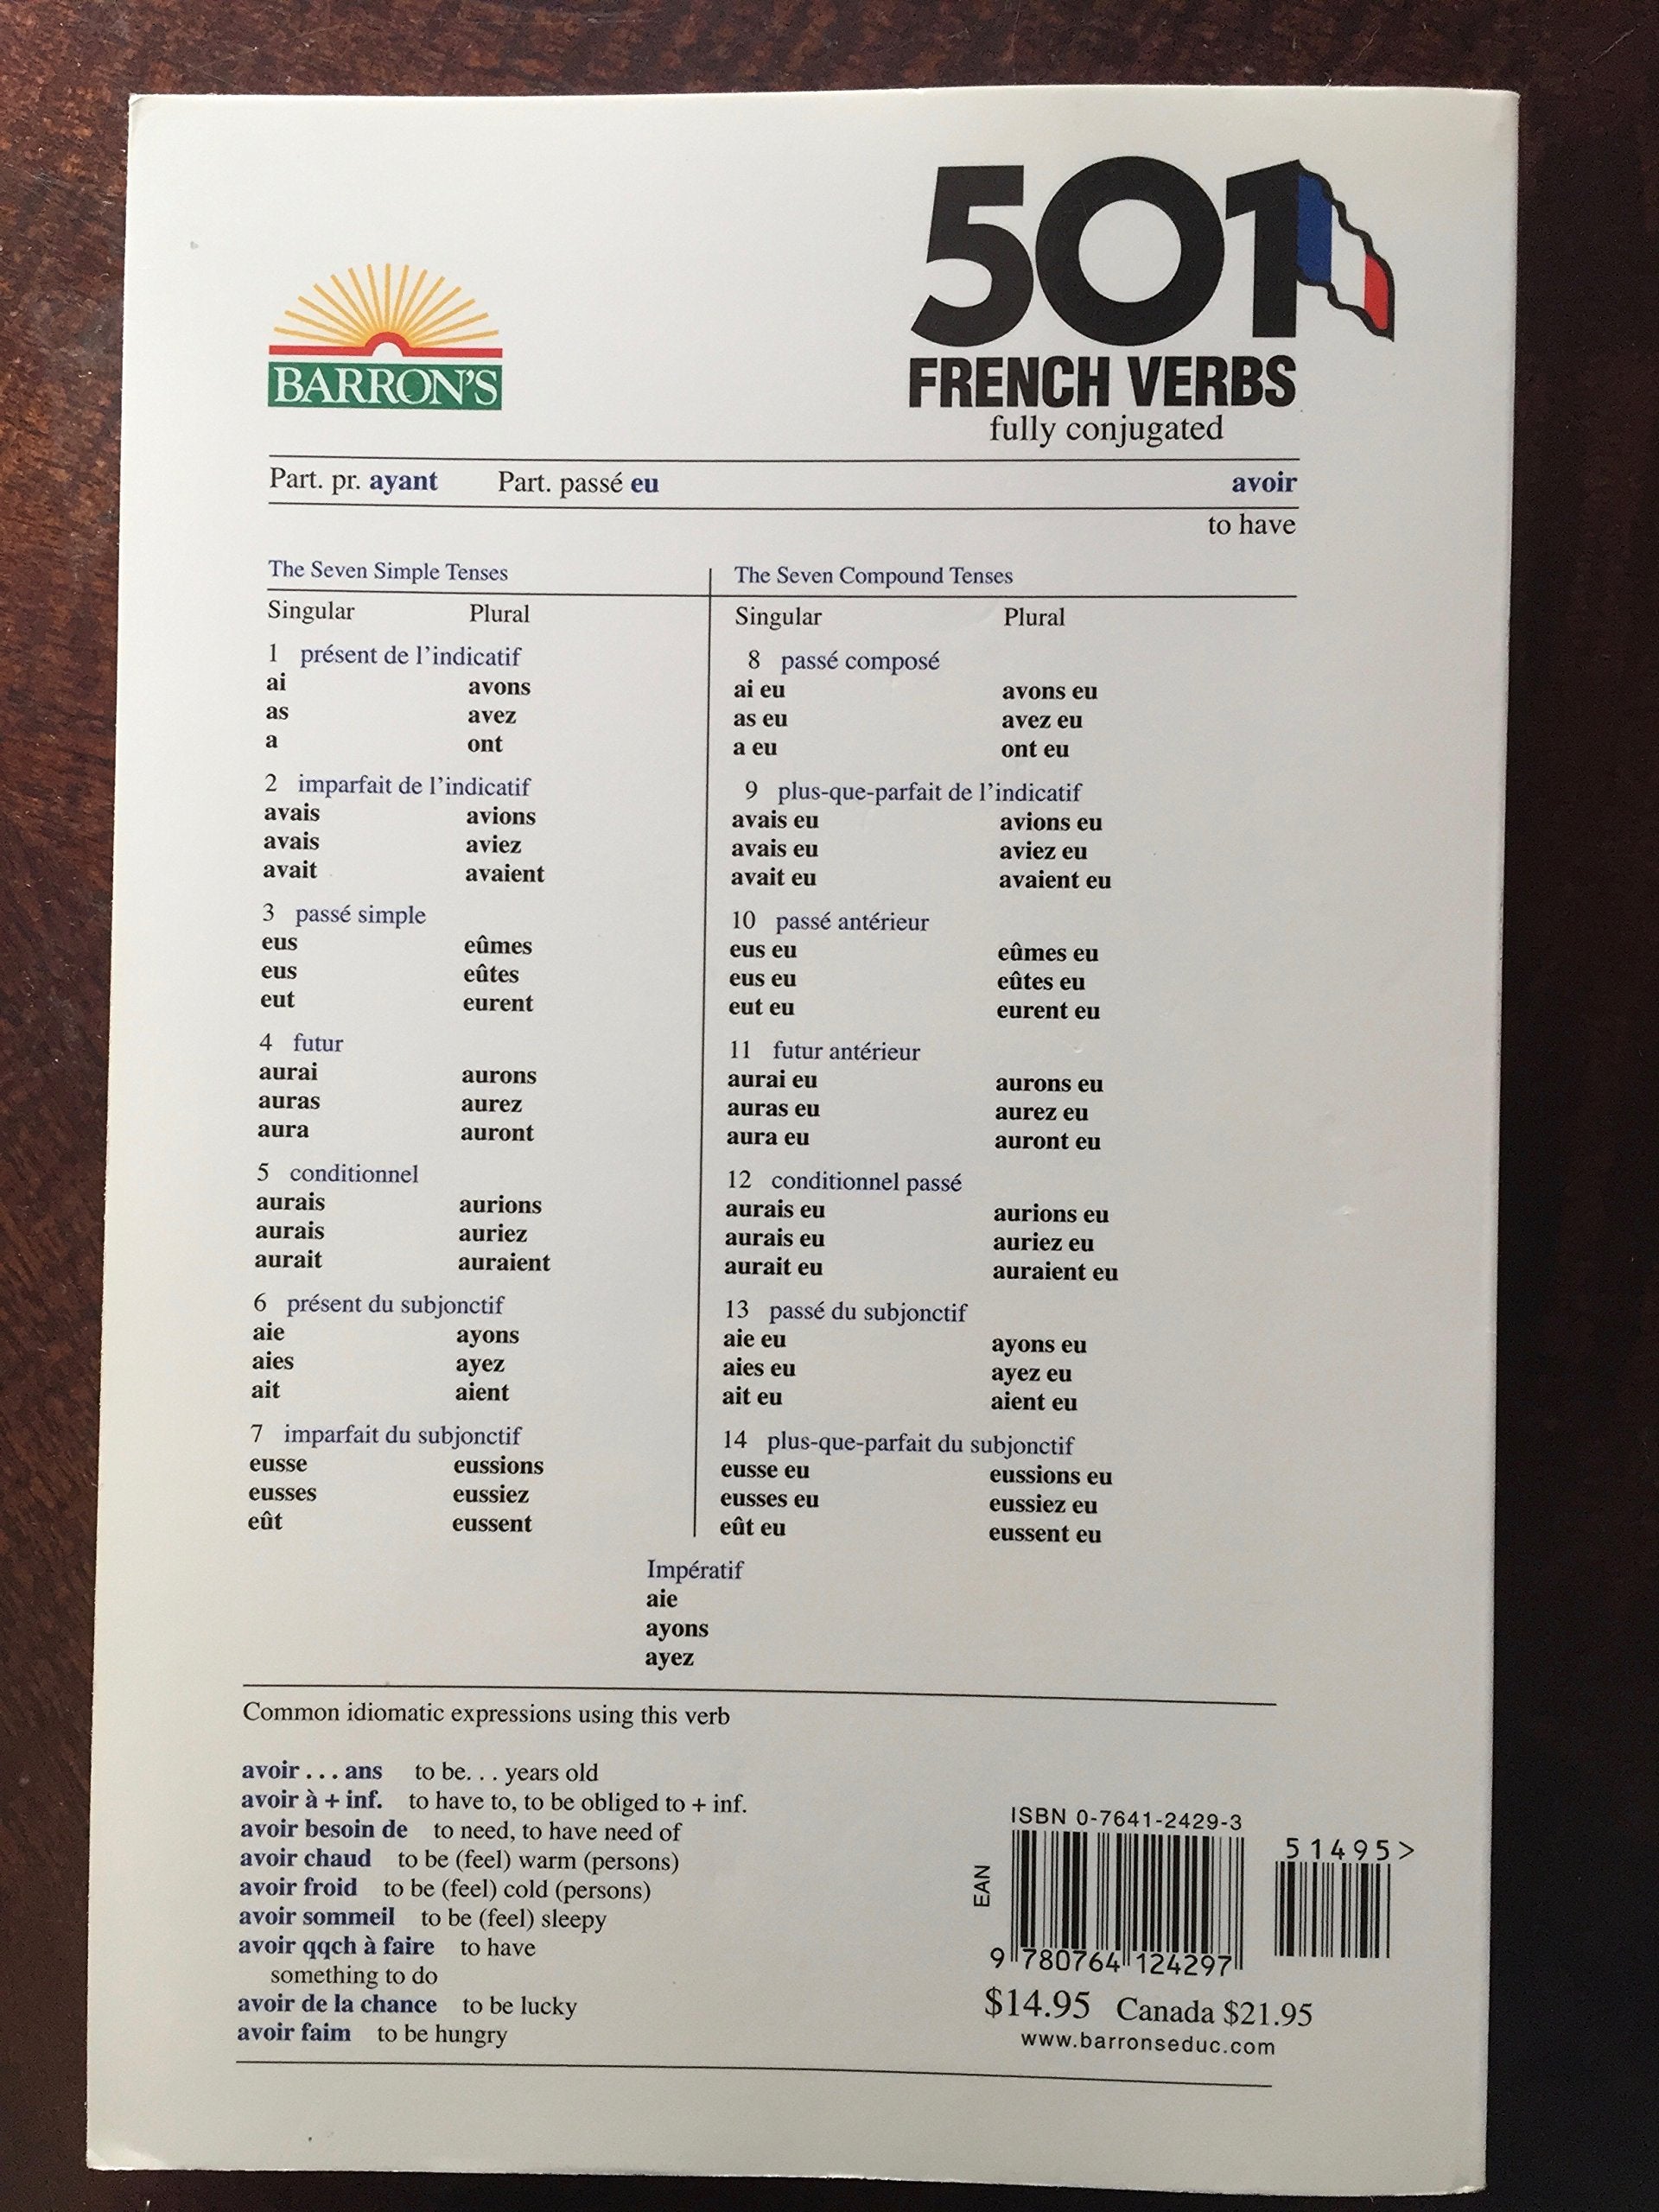 501
FRENCH VERBS
fully conjugated
BARRON'S
Part. pr. ayant Part. passé eu avoir
to have
The Seven Simple Tenses
Singular Plural
1 présent de l'indicatif
ai avons
as avez
a ont
2 imparfait de l'indicatif
avais avions
avais aviez
avait avaient
3 passé simple
eus eûmes
eus eûtes
eut eurent
4 futur
aurai aurons
auras aurez
aura auront
5 conditionnel
aurais aurions
aurais auriez
aurait auraient
6 présent du subjonctif
aie ayons
aies ayez
ait aient
7 imparfait du subjonctif
eusse eussions
eusses eussiez
eût eussent
The Seven Compound Tenses
Singular Plural
8 passé composé
ai eu avons eu
as eu avez eu
a eu ont eu
9 plus-que-parfait de l'indicatif
avais eu avions eu
avais eu aviez eu
avait eu avaient eu
10 passé antérieur
eus eu eûmes eu
eus eu eûtes eu
eut eu eurent eu
11 futur antérieur
aurai eu aurons eu
auras eu aurez eu
aura eu auront eu
12 conditionnel passé
aurais eu aurions eu
aurais eu auriez eu
aurait eu auraient eu
13 passé du subjonctif
aie eu ayons eu
aies eu ayez eu
ait eu aient eu
14 plus-que-parfait du subjonctif
eusse eu eussions eu
eusses eu eussiez eu
eût eu eussent eu
Impératif
aie
ayons
ayez
Common idiomatic expressions using this verb
avoir . . . ans to be. . . years old
avoir à + inf. to have to, to be obliged to + inf.
avoir besoin de to need, to have need of
avoir chaud to be (feel) warm (persons)
avoir froid to be (feel) cold (persons)
avoir sommeil to be (feel) sleepy
avoir qqch à faire to have
something to do
avoir de la chance to be lucky
avoir faim to be hungry
ISBN 0-7641-2429-3
51495>
EAN
9 780764 124297
$14.95 Canada $21.95
www.barronseduc.com